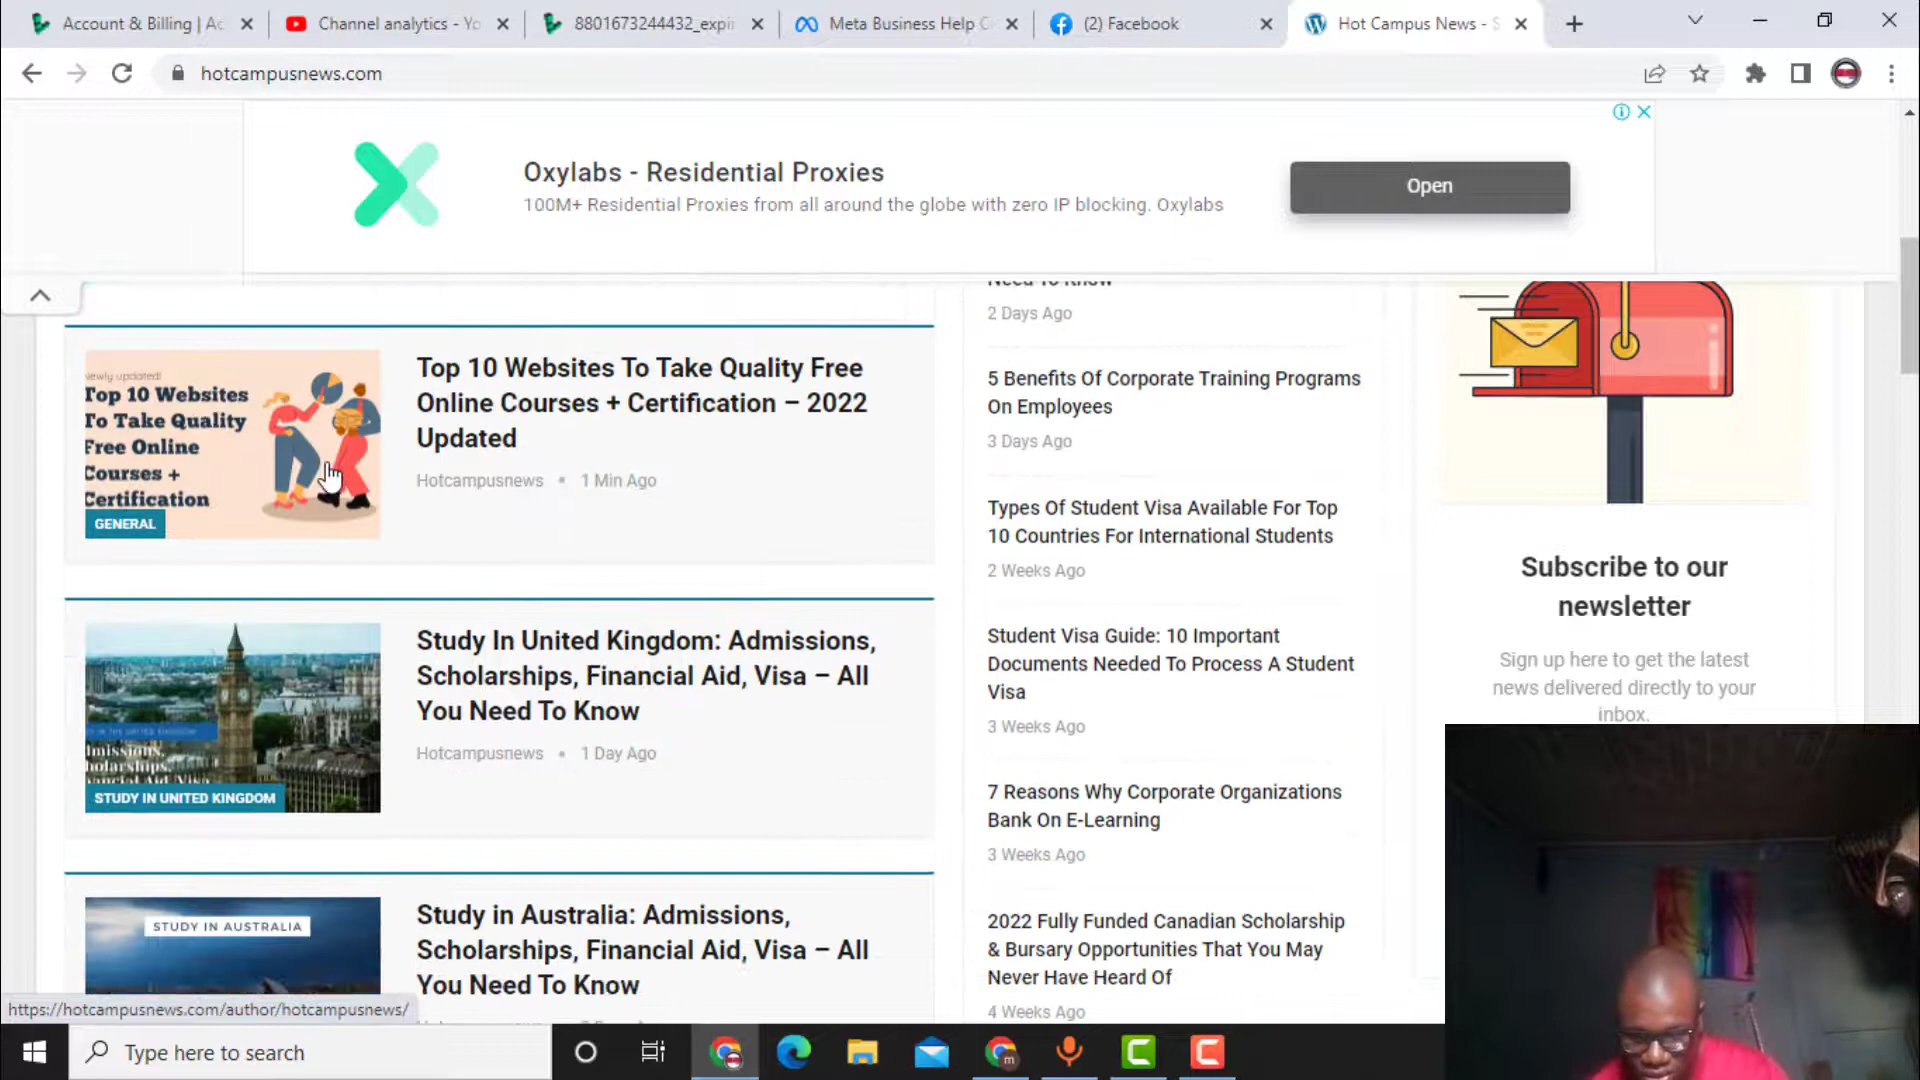 Account & Billing | Ac
Channel analytics - Yo
8801673244432_expi
Meta Business Help C
(2) Facebook
Hot Campus News - S
hotcampusnews.com
Oxylabs - Residential Proxies
100M+ Residential Proxies from all around the globe with zero IP blocking. Oxylabs
Open
newly updated!
Top 10 Websites
To Take Quality
Free Online
Courses +
Certification
GENERAL
Top 10 Websites To Take Quality Free
Online Courses + Certification – 2022
Updated
Hotcampusnews • 1 Min Ago
STUDY IN UNITED KINGDOM
Study In United Kingdom: Admissions,
Scholarships, Financial Aid, Visa – All
You Need To Know
Hotcampusnews • 1 Day Ago
STUDY IN AUSTRALIA
Study in Australia: Admissions,
Scholarships, Financial Aid, Visa – All
You Need To Know
Need To Know
2 Days Ago
5 Benefits Of Corporate Training Programs
On Employees
3 Days Ago
Types Of Student Visa Available For Top
10 Countries For International Students
2 Weeks Ago
Student Visa Guide: 10 Important
Documents Needed To Process A Student
Visa
3 Weeks Ago
7 Reasons Why Corporate Organizations
Bank On E-Learning
3 Weeks Ago
2022 Fully Funded Canadian Scholarship
& Bursary Opportunities That You May
Never Have Heard Of
4 Weeks Ago
Subscribe to our
newsletter
Sign up here to get the latest
news delivered directly to your
inbox.
https://hotcampusnews.com/author/hotcampusnews/
Type here to search